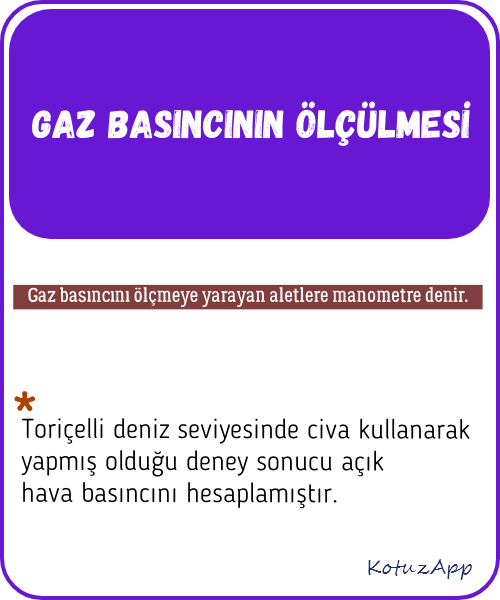 GAZ BASINCININ ÖLÇÜLMESİ
Gaz basıncını ölçmeye yarayan aletlere manometre denir.
*
Toriçelli deniz seviyesinde civa kullanarak
yapmış olduğu deney sonucu açık
hava basıncını hesaplamıştır.
KotuzApp